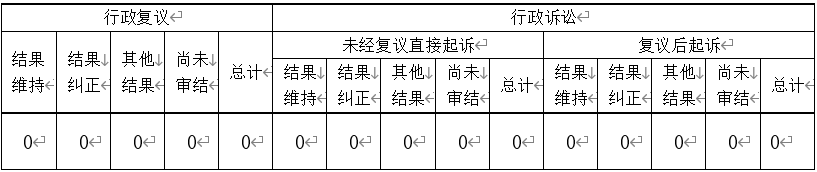 行政复议 行政诉讼
未经复议直接起诉 复议后起诉
结果维持 结果纠正 其他结果 尚未审结 总计 结果维持 结果纠正 其他结果 尚未审结 总计 结果维持 结果纠正 其他结果 尚未审结 总计
0 0 0 0 0 0 0 0 0 0 0 0 0 0 0